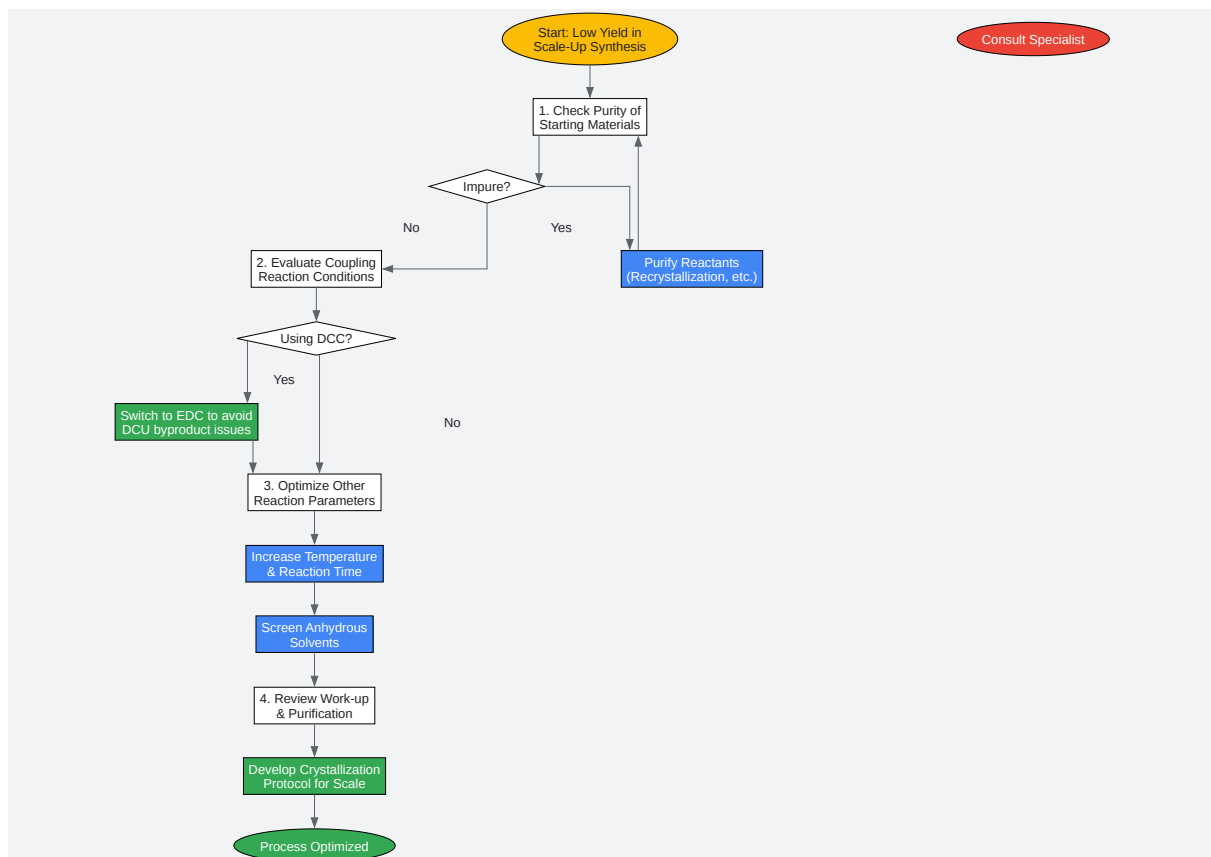 Start: Low Yield in
Scale-Up Synthesis
Consult Specialist
1. Check Purity of
Starting Materials
Impure?
No
Yes
2. Evaluate Coupling
Reaction Conditions
Purify Reactants
(Recrystallization, etc.)
Using DCC?
Yes
Switch to EDC to avoid
DCU byproduct issues
No
3. Optimize Other
Reaction Parameters
Increase Temperature
& Reaction Time
Screen Anhydrous
Solvents
4. Review Work-up
& Purification
Develop Crystallization
Protocol for Scale
Process Optimized